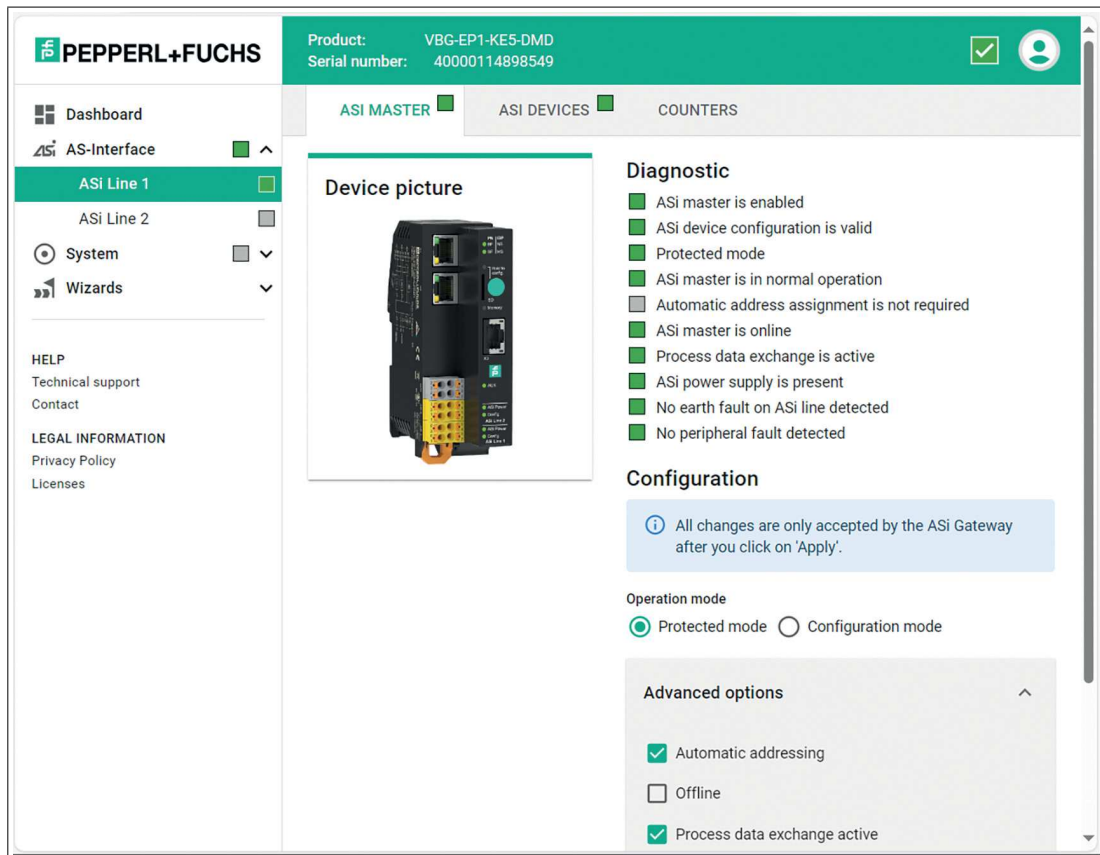 PEPPERL+FUCHS
Product: VBG-EP1-KE5-DMD
Serial number: 40000114898549
Dashboard
AS-Interface
ASi Line 1
ASi Line 2
System
Wizards
HELP
Technical support
Contact
LEGAL INFORMATION
Privacy Policy
Licenses
ASI MASTER
ASI DEVICES
COUNTERS
Device picture
Diagnostic
ASi master is enabled
ASi device configuration is valid
Protected mode
ASi master is in normal operation
Automatic address assignment is not required
ASi master is online
Process data exchange is active
ASi power supply is present
No earth fault on ASi line detected
No peripheral fault detected
Configuration
All changes are only accepted by the ASi Gateway
after you click on 'Apply'.
Operation mode
Protected mode
Configuration mode
Advanced options
Automatic addressing
Offline
Process data exchange active